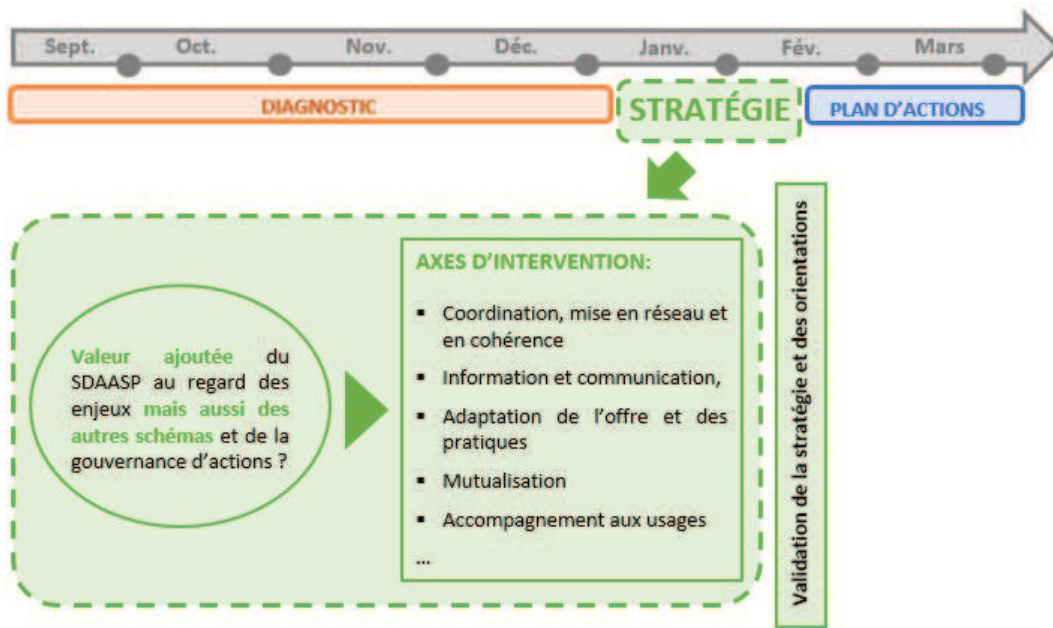 Sept. Oct. Nov. Déc. Janv. Fév. Mars
DIAGNOSTIC
STRATÉGIE
PLAN D'ACTIONS
AXES D'INTERVENTION:
▪ Coordination, mise en réseau et
en cohérence
▪ Information et communication,
▪ Adaptation de l'offre et des
pratiques
▪ Mutualisation
▪ Accompagnement aux usages
...
Valeur ajoutée du
SDAASP au regard des
enjeux mais aussi des
autres schémas et de la
gouvernance d'actions ?
Validation de la stratégie et des orientations